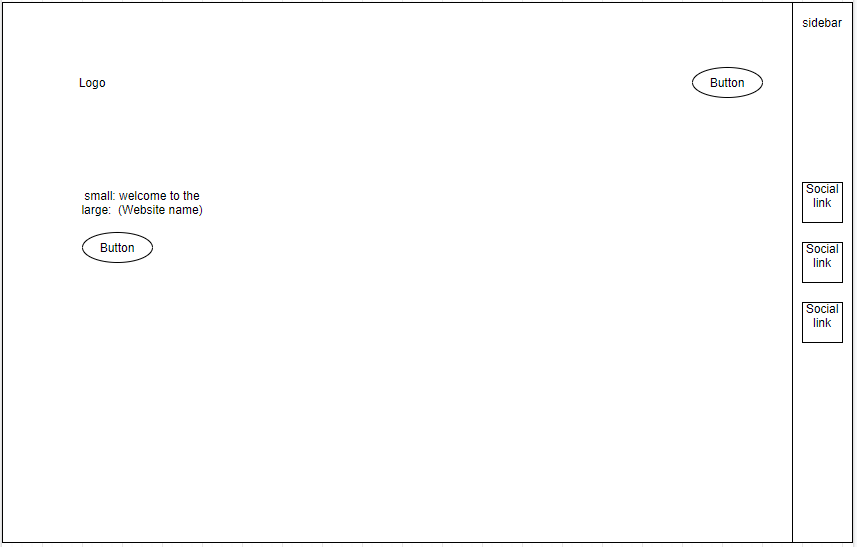 sidebar
Logo
Button
small: welcome to the
large:  (Website name)
Button
Social
link
Social
link
Social
link